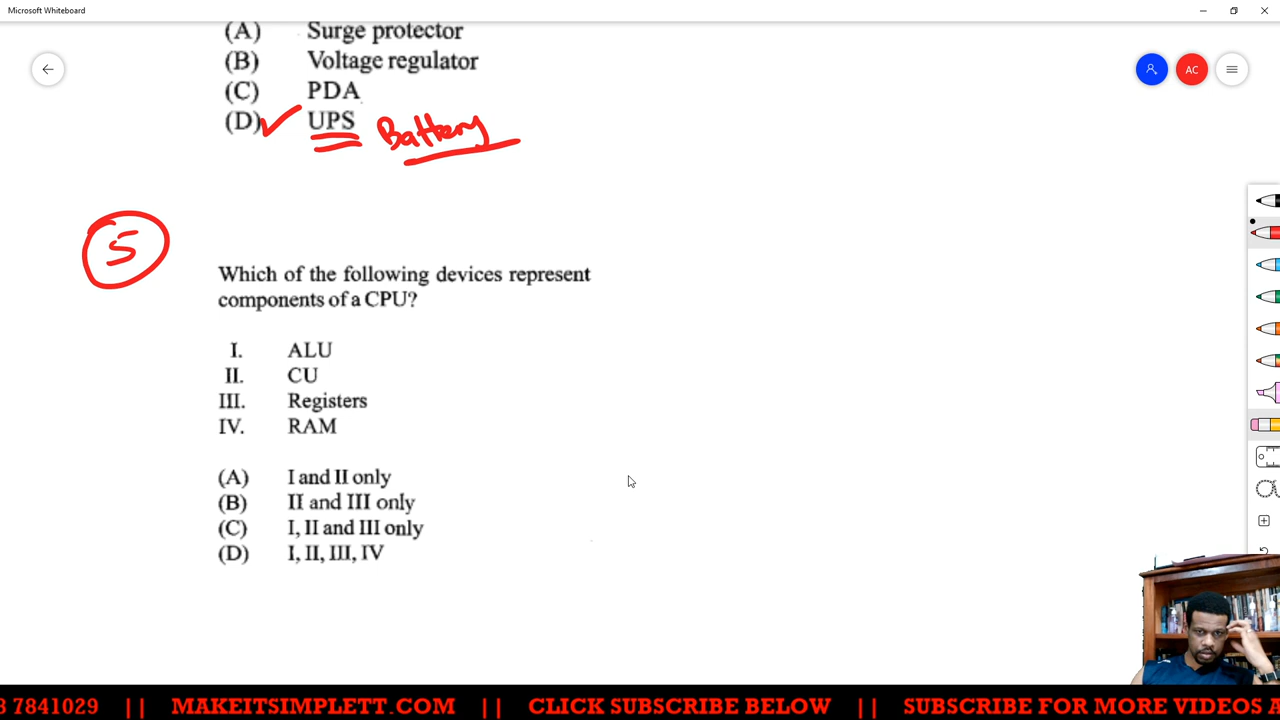 Microsoft Whiteboard
(A) Surge protector
(B) Voltage regulator
(C) PDA
(D) UPS Battery
AC
5
Which of the following devices represent
components of a CPU?
I. ALU
II. CU
III. Registers
IV. RAM
(A) I and II only
(B) II and III only
(C) I, II and III only
(D) I, II, III, IV
7841029 || MAKEITSIMPLETT.COM || CLICK SUBSCRIBE BELOW || SUBSCRIBE FOR MORE VIDEOS